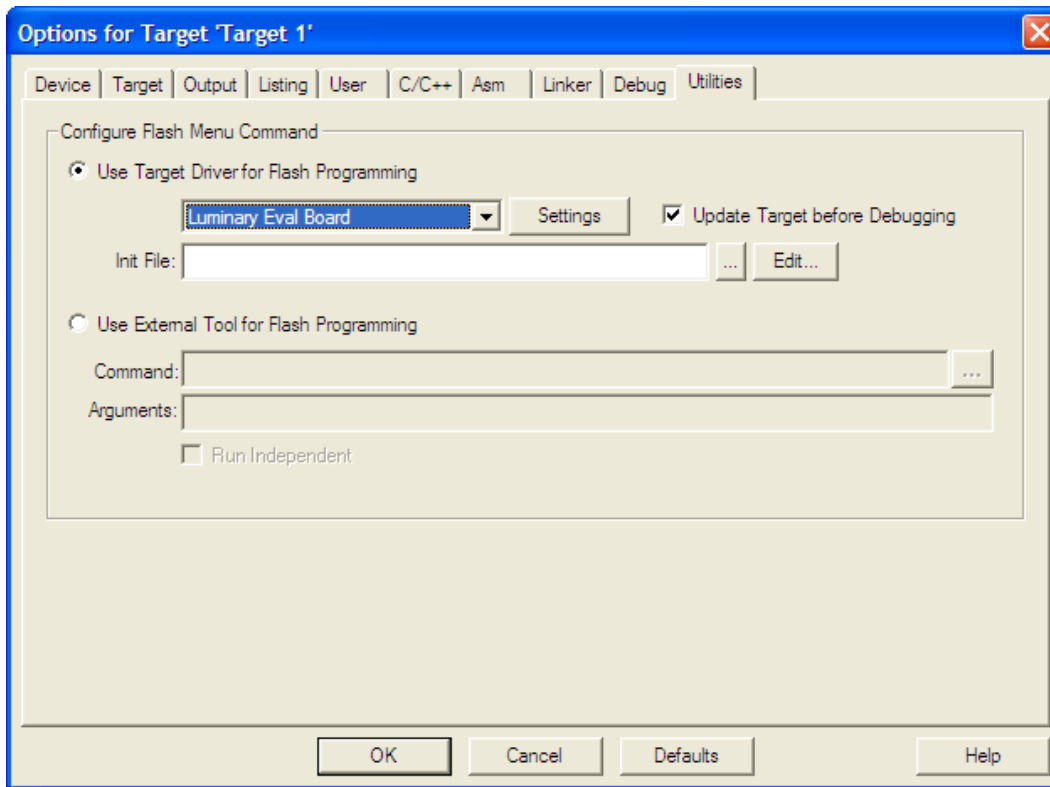 Options for Target 'Target 1'
Device Target Output Listing User C/C++ Asm Linker Debug Utilities
Configure Flash Menu Command
Use Target Driver for Flash Programming
Luminary Eval Board Settings Update Target before Debugging
Init File: ... Edit...
Use External Tool for Flash Programming
Command: ...
Arguments:
Run Independent
OK Cancel Defaults Help